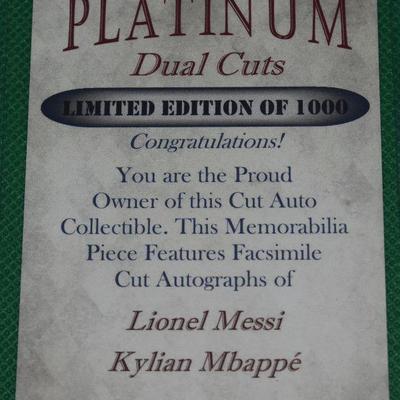 PLATINUM
Dual Cuts
LIMITED EDITION OF 1000
Congratulations!
You are the Proud
Owner of this Cut Auto
Collectible. This Memorabilia
Piece Features Facsimile
Cut Autographs of
Lionel Messi
Kylian Mbappé